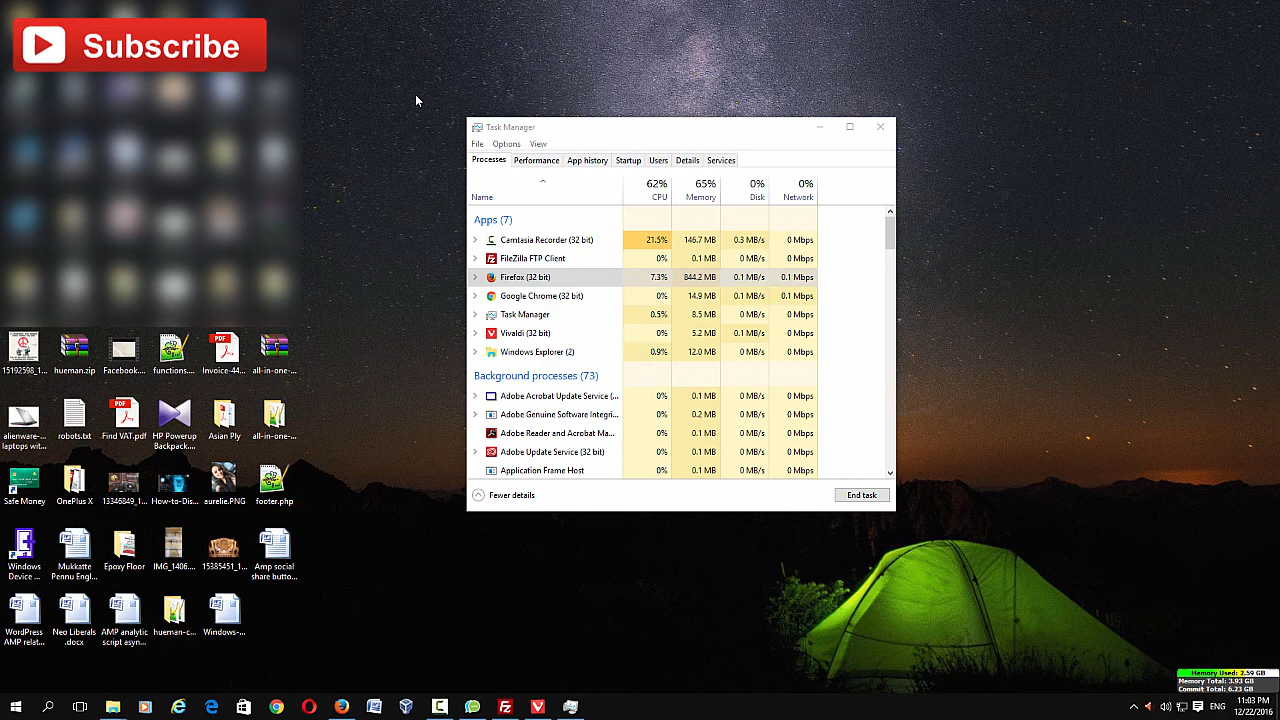 Subscribe
Task Manager
File Options View
Processes Performance App history Startup Users Details Services
62% 65% 0% 0%
Name CPU Memory Disk Network
Apps (7)
Camtasia Recorder (32 bit) 21.5% 146.7 MB 0.3 MB/s 0 Mbps
FileZilla FTP Client 0% 0.1 MB 0 MB/s 0 Mbps
Firefox (32 bit) 7.3% 844.2 MB 0.1 MB/s 0.1 Mbps
Google Chrome (32 bit) 0% 14.9 MB 0.1 MB/s 0.1 Mbps
Task Manager 0.5% 8.5 MB 0 MB/s 0 Mbps
Vivaldi (32 bit) 0% 5.2 MB 0.1 MB/s 0 Mbps
Windows Explorer (2) 0.9% 12.0 MB 0 MB/s 0 Mbps
Background processes (73)
Adobe Acrobat Update Service (... 0% 0.1 MB 0 MB/s 0 Mbps
Adobe Genuine Software Integri... 0% 0.2 MB 0 MB/s 0 Mbps
Adobe Reader and Acrobat Ma... 0% 0.1 MB 0 MB/s 0 Mbps
Adobe Update Service (32 bit) 0% 0.1 MB 0 MB/s 0 Mbps
Application Frame Host 0% 0.1 MB 0 MB/s 0 Mbps
Fewer details End task
15192598_1... hueman.zip Facebook.... functions.... Invoice-44... all-in-one-...
alienware-laptops wit... robots.txt Find VAT.pdf HP Powerup Backpack... Asian Ply all-in-one-...
Safe Money OnePlus X 13346849_1... How-to-Dis... aurelie.PNG footer.php
Windows Device ... Mukkatte Pennu Engl... Epoxy Floor IMG_1406.... 15385451_1... Amp social share butto...
WordPress AMP relat... Neo Liberals .docx AMP analytic script asyn... hueman-c... Windows-...
Memory Used: 2.59 GB
Memory Total: 3.93 GB
Commit Total: 6.23 GB
ENG
11:03 PM
12/22/2016